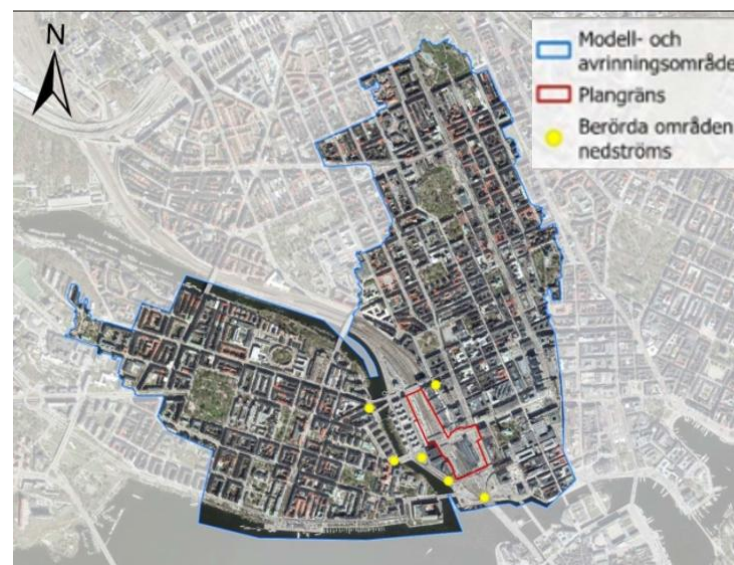 N
Modell- och
avrinningsområde
Plangräns
Berörda områden
nedströms